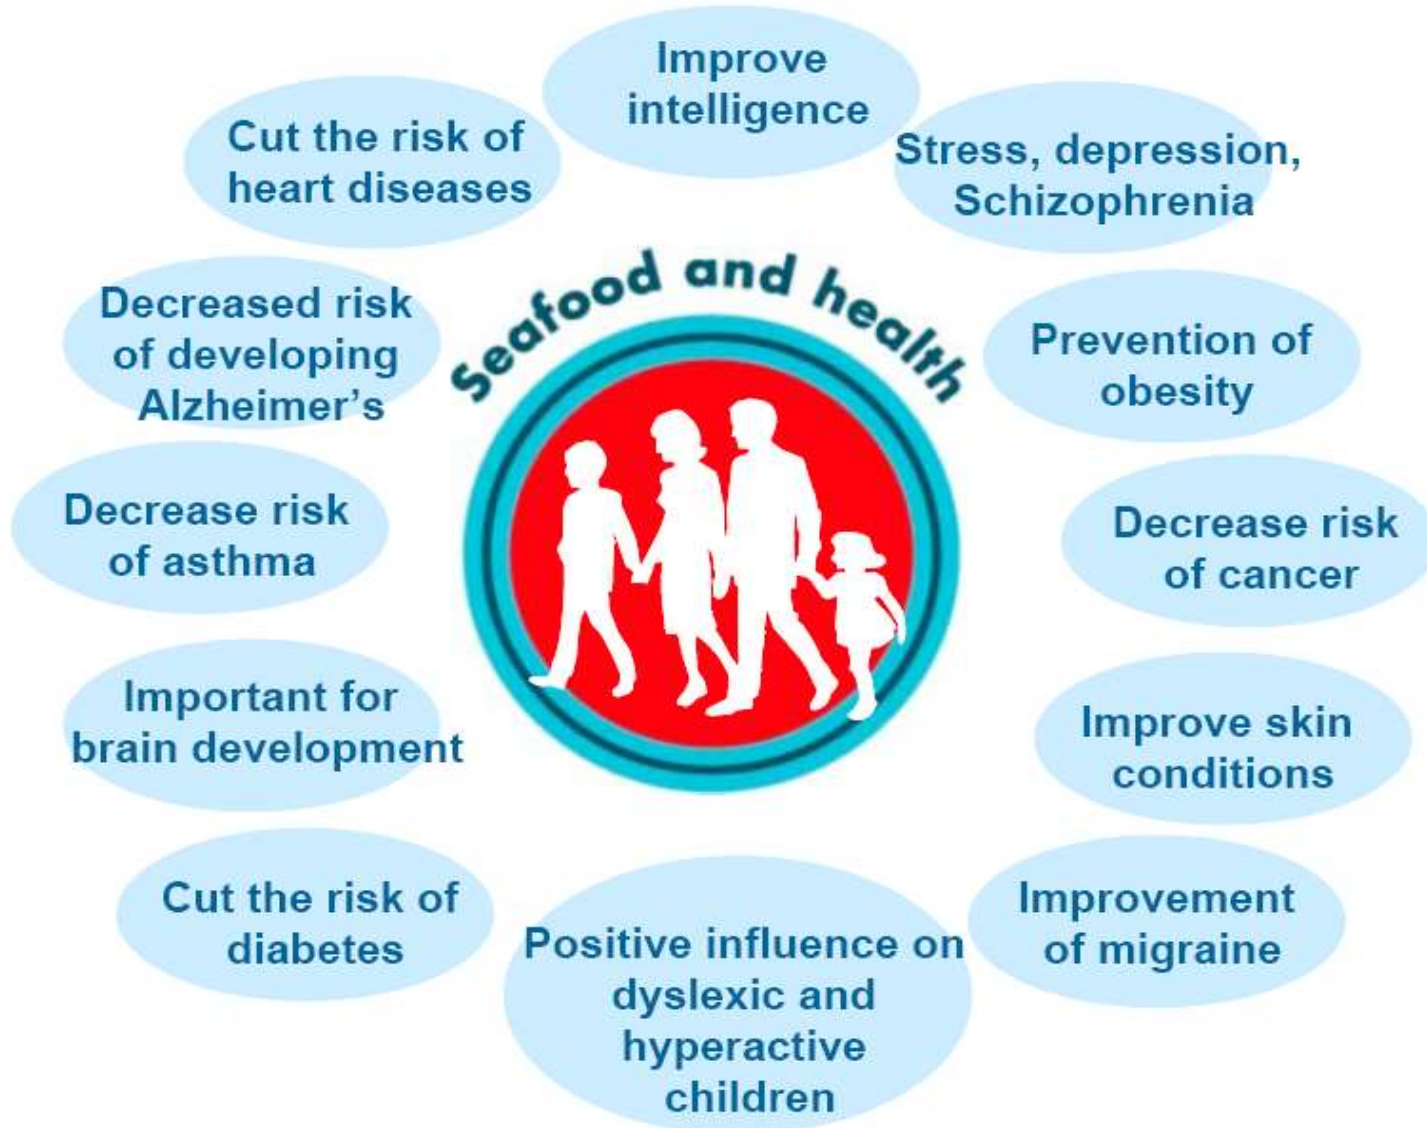 Improve
intelligence
Cut the risk of
heart diseases
Stress, depression,
Schizophrenia
Seafood and health
Decreased risk
of developing
Alzheimer’s
Prevention of
obesity
Decrease risk
of asthma
Decrease risk
of cancer
Important for
brain development
Improve skin
conditions
Cut the risk of
diabetes
Positive influence on
dyslexic and
hyperactive
children
Improvement
of migraine